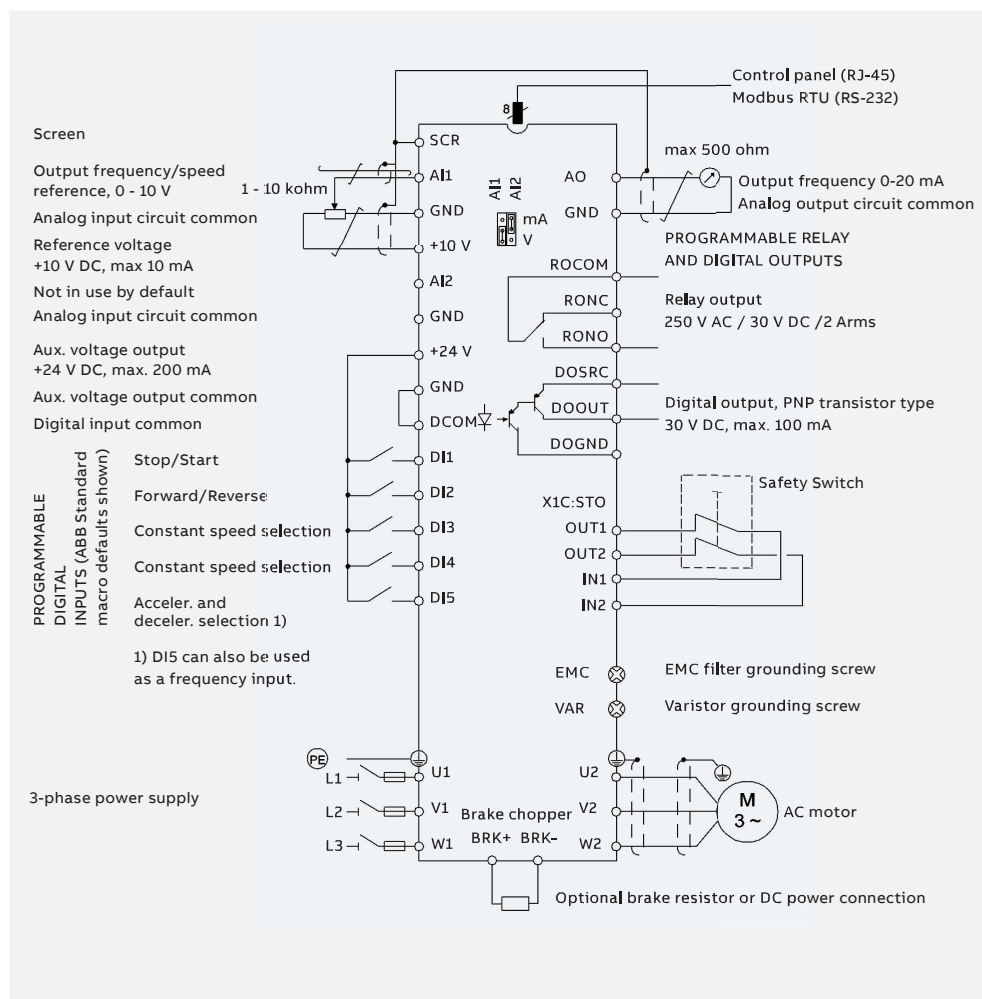 Control panel (RJ-45)
Modbus RTU (RS-232)
8
Screen
SCR
max 500 ohm
Output frequency/speed
reference, 0 - 10 V
1 - 10 kohm
AI1
AI1
AI2
AO
Output frequency 0-20 mA
Analog input circuit common
GND
mA
V
GND
Analog output circuit common
Reference voltage
+10 V DC, max 10 mA
+10 V
PROGRAMMABLE RELAY
AND DIGITAL OUTPUTS
Not in use by default
AI2
ROCOM
Analog input circuit common
GND
RONC
Relay output
250 V AC / 30 V DC /2 Arms
RONO
Aux. voltage output
+24 V DC, max. 200 mA
+24 V
DOSRC
Aux. voltage output common
GND
DOOUT
Digital output, PNP transistor type
30 V DC, max. 100 mA
Digital input common
DCOM
DOGND
PROGRAMMABLE
DIGITAL
INPUTS (ABB Standard
macro defaults shown)
Stop/Start
DI1
Forward/Reverse
DI2
Constant speed selection
DI3
Constant speed selection
DI4
Acceler. and
deceler. selection 1)
DI5
1) DI5 can also be used
as a frequency input.
Safety Switch
X1C:STO
OUT1
OUT2
IN1
IN2
EMC
EMC filter grounding screw
VAR
Varistor grounding screw
PE
3-phase power supply
L1
U1
U2
L2
V1
V2
L3
W1
W2
Brake chopper
BRK+ BRK-
M
3 ~
AC motor
Optional brake resistor or DC power connection